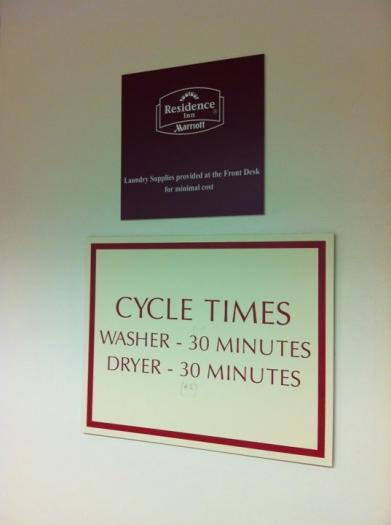 Residence
Inn
Marriott
Laundry Supplies provided at the Front Desk
for minimal cost
CYCLE TIMES
WASHER - 30 MINUTES
DRYER - 30 MINUTES